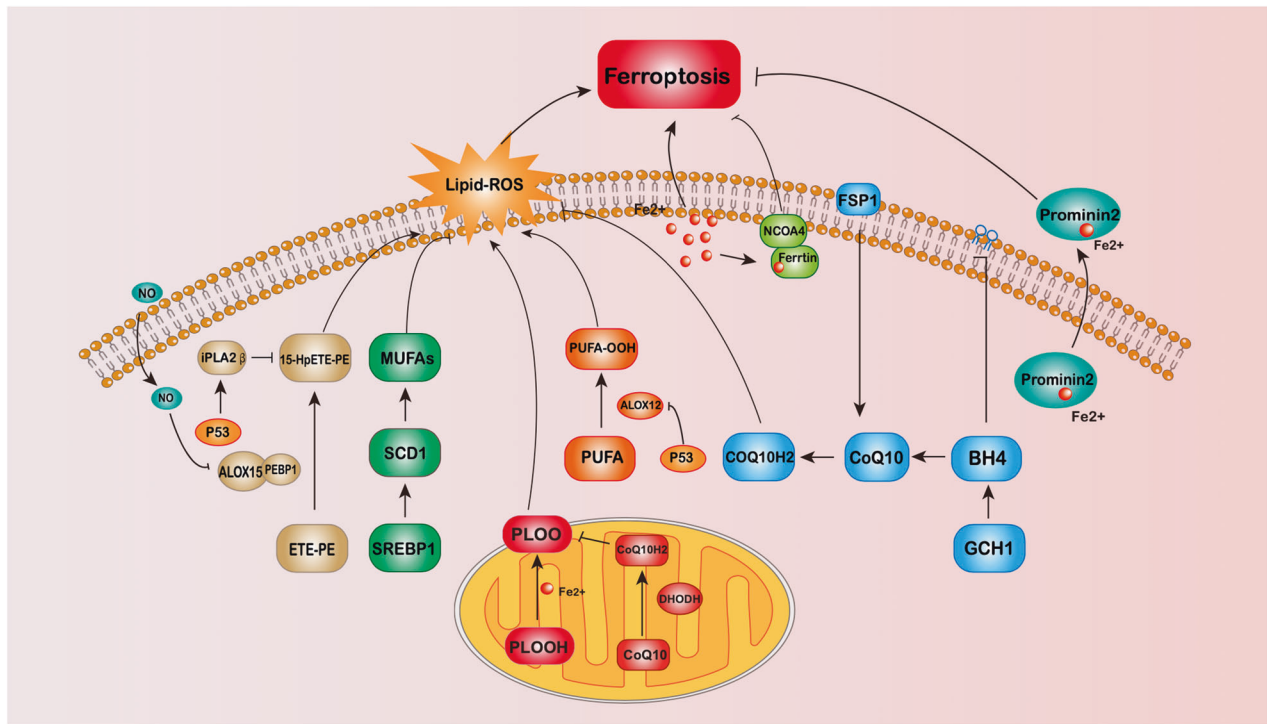 Ferroptosis
Lipid-ROS
Fe2+
FSP1
NCOA4
Ferrtin
Prominin2
Fe2+
NO
iPLA2 β
15-HpETE-PE
MUFAs
PUFA-OOH
Prominin2
Fe2+
NO
ALOX12
P53
SCD1
PUFA
P53
COQ10H2
CoQ10
BH4
ALOX15
PEBP1
ETE-PE
SREBP1
PLOO
CoQ10H2
GCH1
Fe2+
DHODH
PLOOH
CoQ10